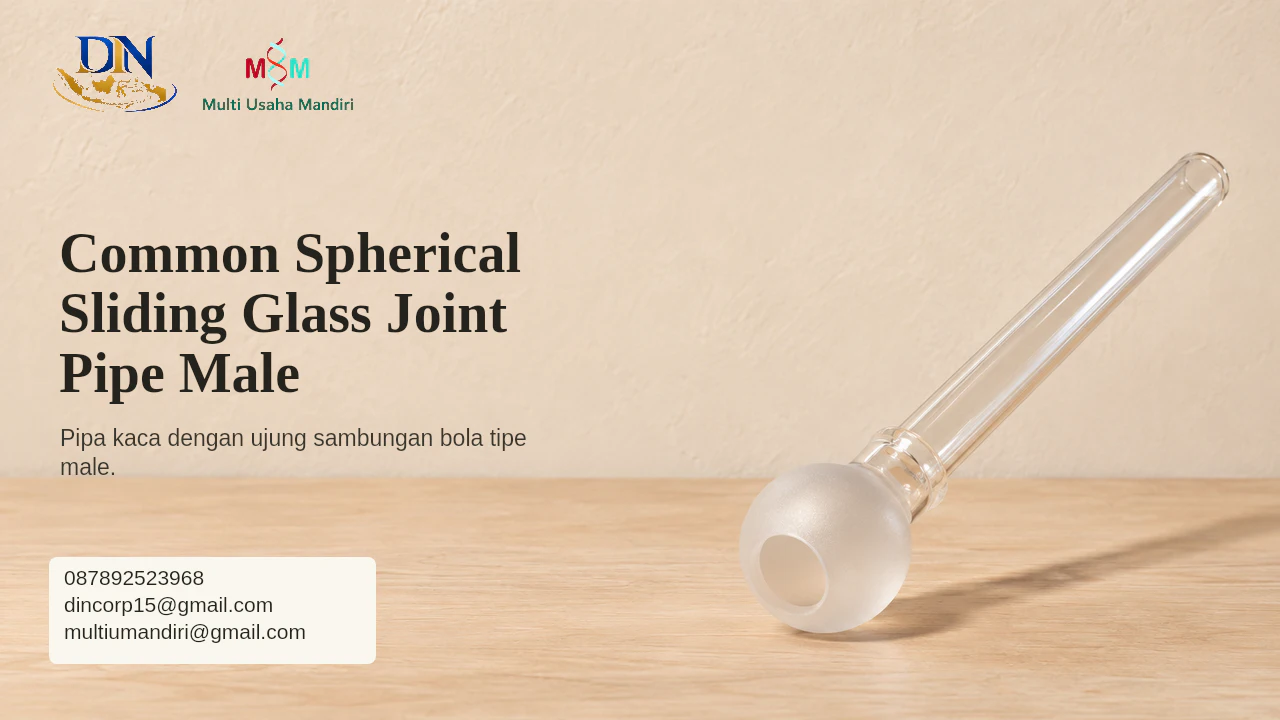 DN
MSM
Multi Usaha Mandiri
Common Spherical
Sliding Glass Joint
Pipe Male
Pipa kaca dengan ujung sambungan bola tipe
male.
087892523968
dincorp15@gmail.com
multiumandiri@gmail.com